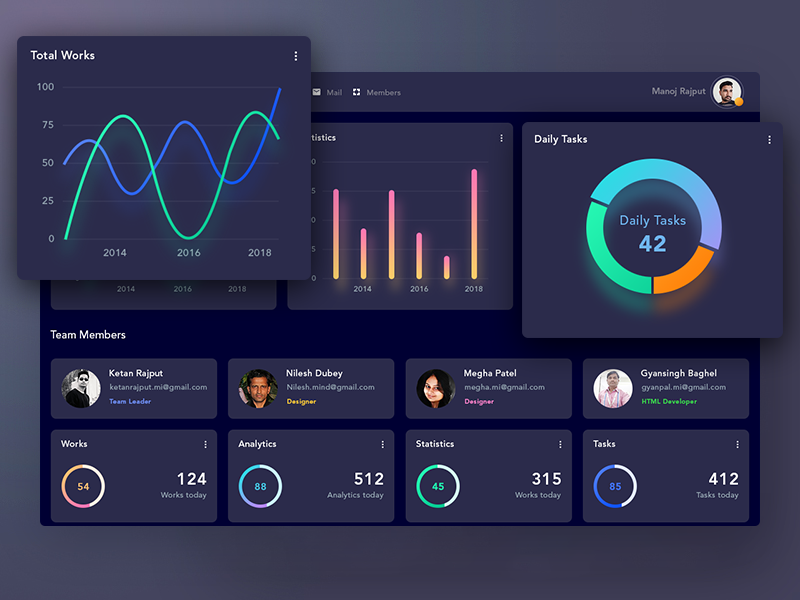 Total Works
100
75
50
25
0
2014 2016 2018
Mail Members
Manoj Rajput
tistics
0
0
5
0
2014 2016 2018
Daily Tasks
Daily Tasks
42
2014 2016 2018
Team Members
Ketan Rajput
ketanrajput.mi@gmail.com
Team Leader
Nilesh Dubey
Nilesh.mind@gmail.com
Designer
Megha Patel
megha.mi@gmail.com
Designer
Gyansingh Baghel
gyanpal.mi@gmail.com
HTML Developer
Works
54
124
Works today
Analytics
88
512
Analytics today
Statistics
45
315
Works today
Tasks
85
412
Tasks today